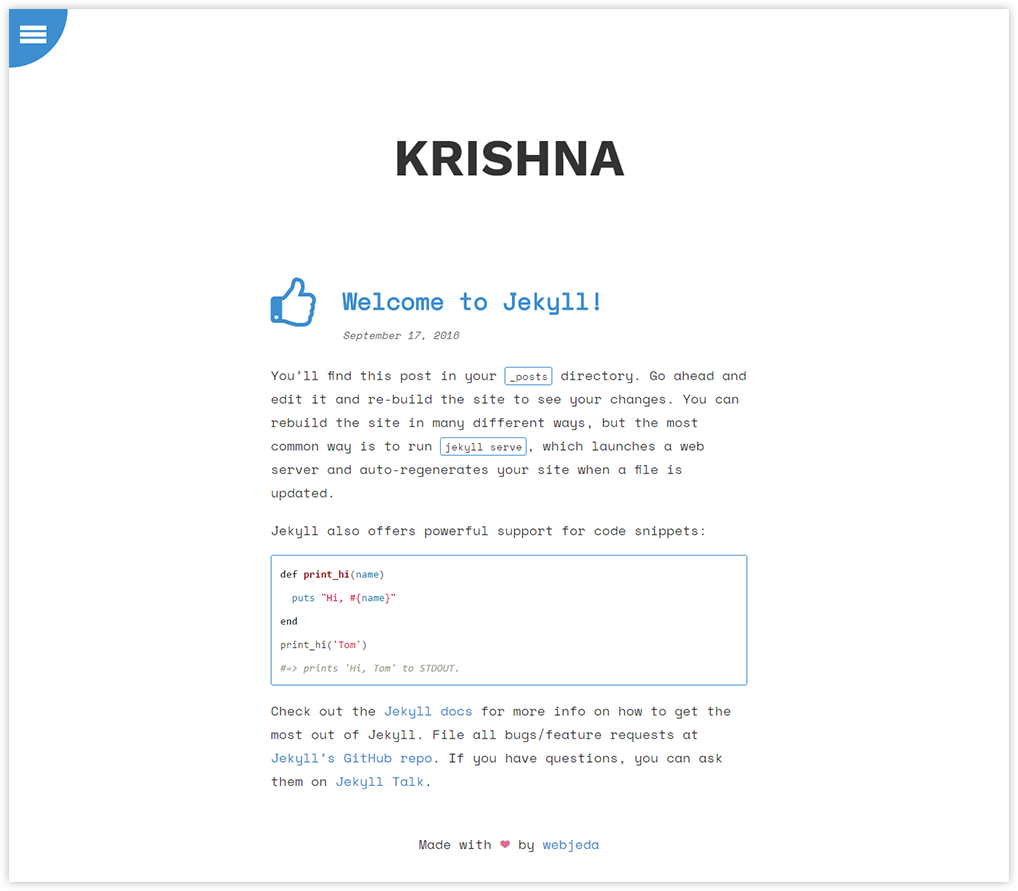 KRISHNA
Welcome to Jekyll!
September 17, 2016
You’ll find this post in your _posts directory. Go ahead and
edit it and re-build the site to see your changes. You can
rebuild the site in many different ways, but the most
common way is to run jekyll serve, which launches a web
server and auto-regenerates your site when a file is
updated.
Jekyll also offers powerful support for code snippets:
def print_hi(name)
  puts "Hi, #{name}"
end
print_hi('Tom')
#=> prints 'Hi, Tom' to STDOUT.
Check out the Jekyll docs for more info on how to get the
most out of Jekyll. File all bugs/feature requests at
Jekyll’s GitHub repo. If you have questions, you can ask
them on Jekyll Talk.
Made with ❤ by webjeda